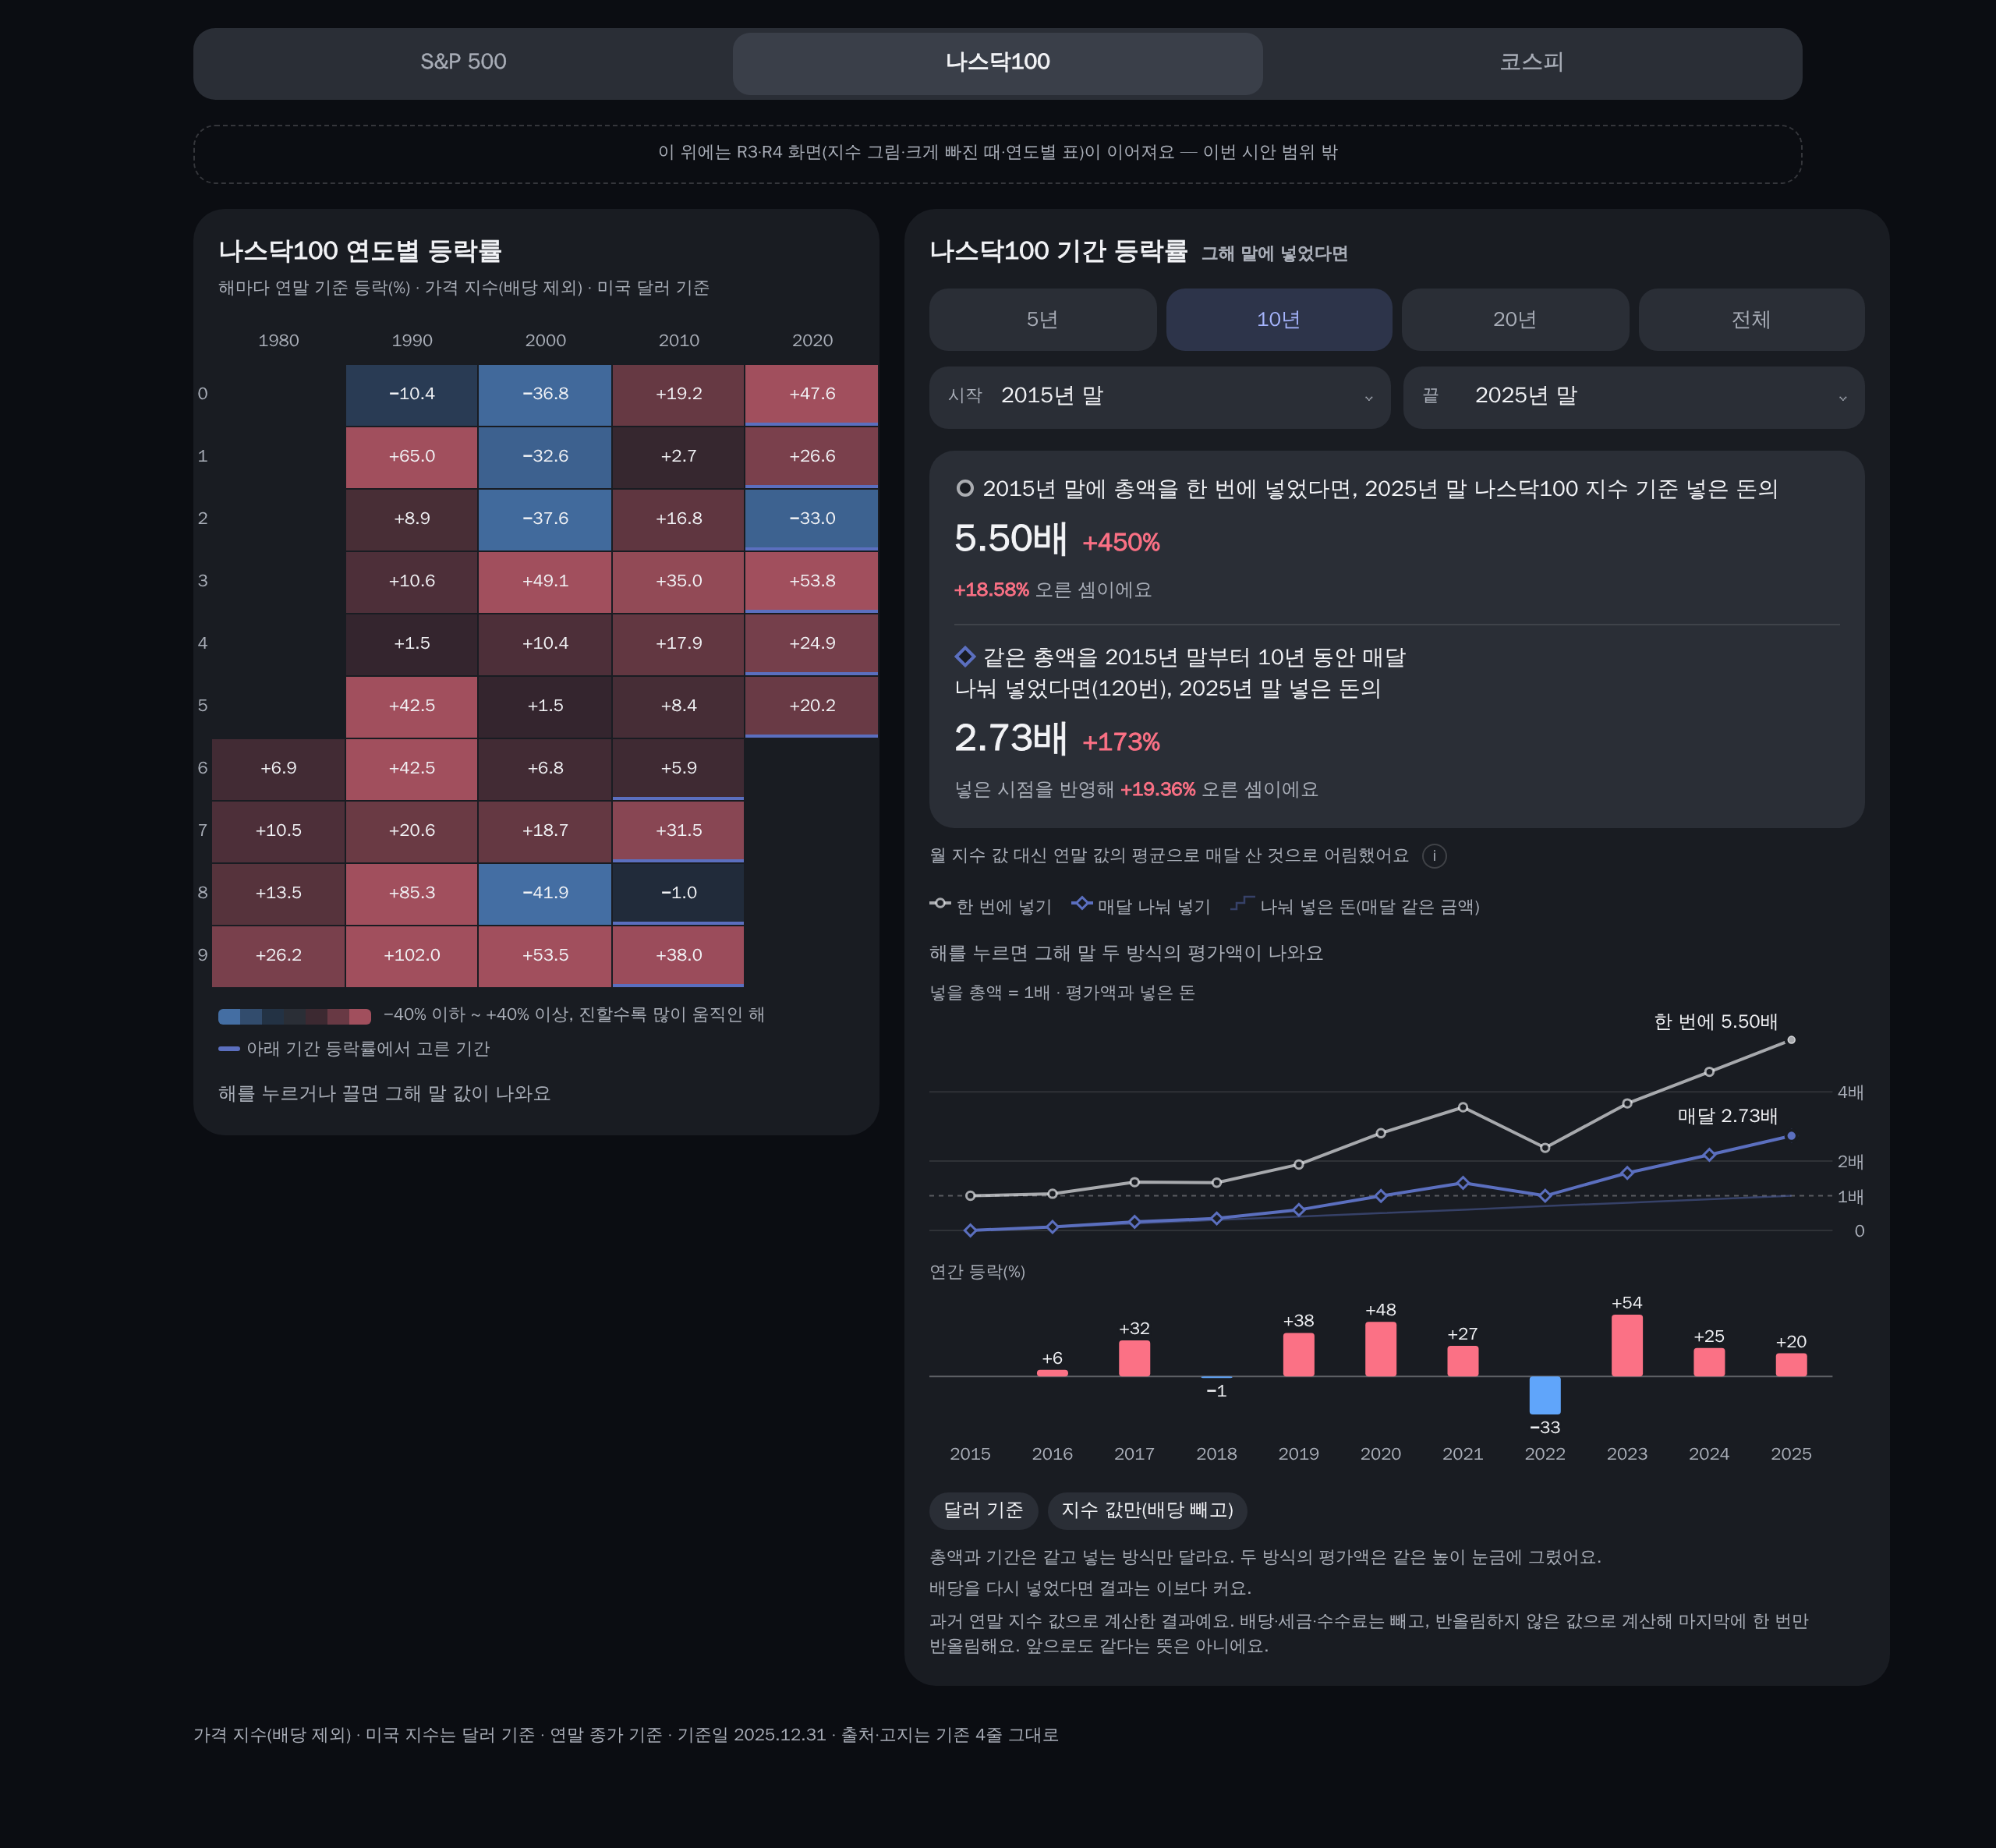 S&P 500
나스닥100
코스피
이 위에는 R3·R4 화면(지수 그림·크게 빠진 때·연도별 표)이 이어져요 — 이번 시안 범위 밖
나스닥100 연도별 등락률
해마다 연말 기준 등락(%) · 가격 지수(배당 제외) · 미국 달러 기준
1980 1990 2000 2010 2020
0 −10.4 −36.8 +19.2 +47.6
1 +65.0 −32.6 +2.7 +26.6
2 +8.9 −37.6 +16.8 −33.0
3 +10.6 +49.1 +35.0 +53.8
4 +1.5 +10.4 +17.9 +24.9
5 +42.5 +1.5 +8.4 +20.2
6 +6.9 +42.5 +6.8 +5.9
7 +10.5 +20.6 +18.7 +31.5
8 +13.5 +85.3 −41.9 −1.0
9 +26.2 +102.0 +53.5 +38.0
−40% 이하 ~ +40% 이상, 진할수록 많이 움직인 해
아래 기간 등락률에서 고른 기간
해를 누르거나 끌면 그해 말 값이 나와요
나스닥100 기간 등락률 그해 말에 넣었다면
5년 10년 20년 전체
시작 2015년 말 끝 2025년 말
2015년 말에 총액을 한 번에 넣었다면, 2025년 말 나스닥100 지수 기준 넣은 돈의
5.50배 +450%
+18.58% 오른 셈이에요
같은 총액을 2015년 말부터 10년 동안 매달
나눠 넣었다면(120번), 2025년 말 넣은 돈의
2.73배 +173%
넣은 시점을 반영해 +19.36% 오른 셈이에요
월 지수 값 대신 연말 값의 평균으로 매달 산 것으로 어림했어요 i
한 번에 넣기 매달 나눠 넣기 나눠 넣은 돈(매달 같은 금액)
해를 누르면 그해 말 두 방식의 평가액이 나와요
넣을 총액 = 1배 · 평가액과 넣은 돈
한 번에 5.50배
4배
매달 2.73배
2배
1배
0
연간 등락(%)
+6 +32 −1 +38 +48 +27 −33 +54 +25 +20
2015 2016 2017 2018 2019 2020 2021 2022 2023 2024 2025
달러 기준 지수 값만(배당 빼고)
총액과 기간은 같고 넣는 방식만 달라요. 두 방식의 평가액은 같은 높이 눈금에 그렸어요.
배당을 다시 넣었다면 결과는 이보다 커요.
과거 연말 지수 값으로 계산한 결과예요. 배당·세금·수수료는 빼고, 반올림하지 않은 값으로 계산해 마지막에 한 번만
반올림해요. 앞으로도 같다는 뜻은 아니에요.
가격 지수(배당 제외) · 미국 지수는 달러 기준 · 연말 종가 기준 · 기준일 2025.12.31 · 출처·고지는 기존 4줄 그대로